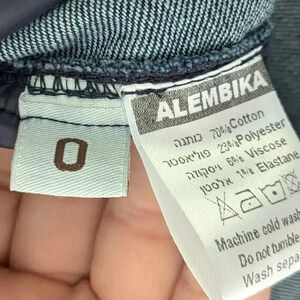 ALEMBIKA
כותנה 70% Cotton
פוליאסטר 23% Polyester
ויסקוזה 6% Viscose
אלסטן 1% Elastane
Machine cold wash
Do not tumble
Wash sepa
0